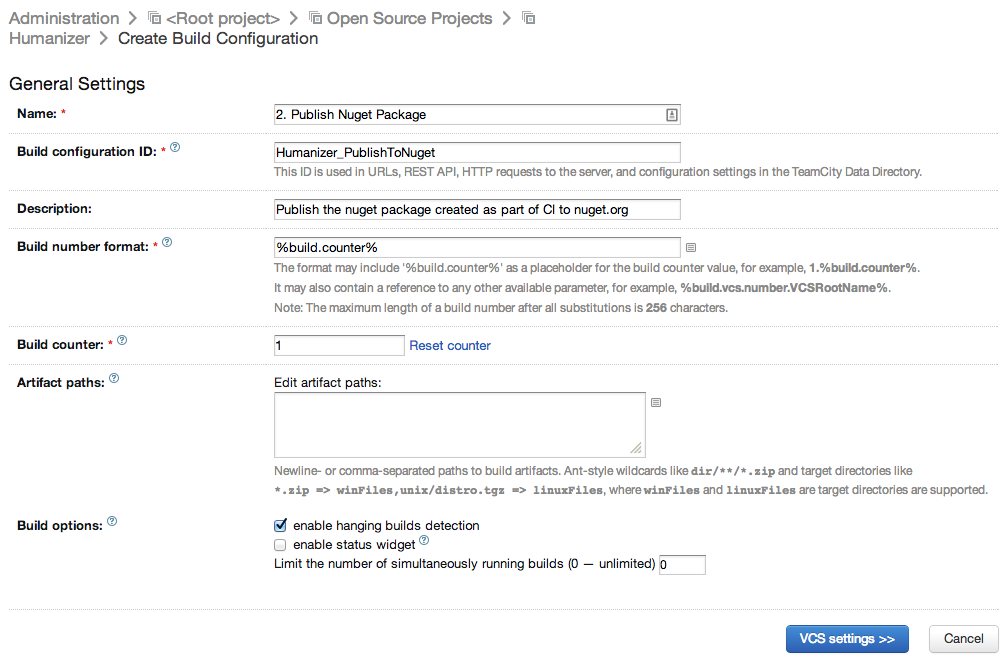 Administration > <Root project> > Open Source Projects >
Humanizer > Create Build Configuration
General Settings
Name: *
2. Publish Nuget Package
Build configuration ID: * ?
Humanizer_PublishToNuget
This ID is used in URLs, REST API, HTTP requests to the server, and configuration settings in the TeamCity Data Directory.
Description:
Publish the nuget package created as part of CI to nuget.org
Build number format: * ?
%build.counter%
The format may include '%build.counter%' as a placeholder for the build counter value, for example, 1.%build.counter%.
It may also contain a reference to any other available parameter, for example, %build.vcs.number.VCSRootName%.
Note: The maximum length of a build number after all substitutions is 256 characters.
Build counter: * ?
1 Reset counter
Artifact paths: ?
Edit artifact paths:
Newline- or comma-separated paths to build artifacts. Ant-style wildcards like dir/**/*.zip and target directories like
*.zip => winFiles,unix/distro.tgz => linuxFiles, where winFiles and linuxFiles are target directories are supported.
Build options: ?
enable hanging builds detection
enable status widget ?
Limit the number of simultaneously running builds (0 — unlimited) 0
VCS settings >> Cancel